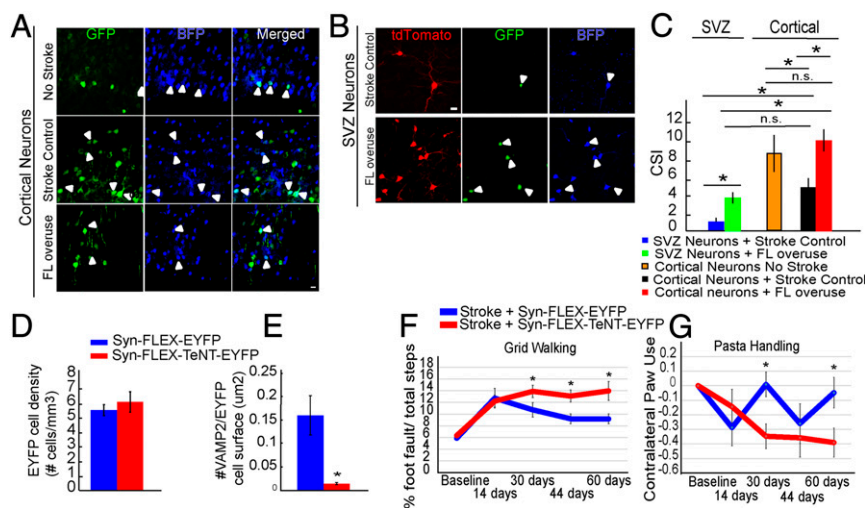 A
GFP
BFP
Merged
Cortical Neurons
No Stroke
Stroke Control
FL overuse
B
tdTomato
GFP
BFP
SVZ Neurons
Stroke Control
FL overuse
C
SVZ
Cortical
*
*
n.s.
*
*
n.s.
*
CSI
12
10
8
6
4
2
0
SVZ Neurons + Stroke Control
SVZ Neurons + FL overuse
Cortical Neurons No Stroke
Cortical Neurons + Stroke Control
Cortical neurons + FL overuse
D
Syn-FLEX-EYFP
Syn-FLEX-TeNT-EYFP
EYFP cell density
(# cells/mm3)
8
7
6
5
4
3
2
1
0
E
#VAMP2/EYFP
cell surface (um2)
0.25
0.2
0.15
0.1
0.05
0
*
F
Stroke + Syn-FLEX-EYFP
Stroke + Syn-FLEX-TeNT-EYFP
Grid Walking
% foot fault/ total steps
18
16
14
12
10
8
6
4
2
0
* * *
Baseline 30 days 60 days
14 days 44 days
G
Pasta Handling
Contralateral Paw Use
0.1
0
-0.1
-0.2
-0.3
-0.4
-0.5
-0.6
* *
Baseline 30 days 60 days
14 days 44 days